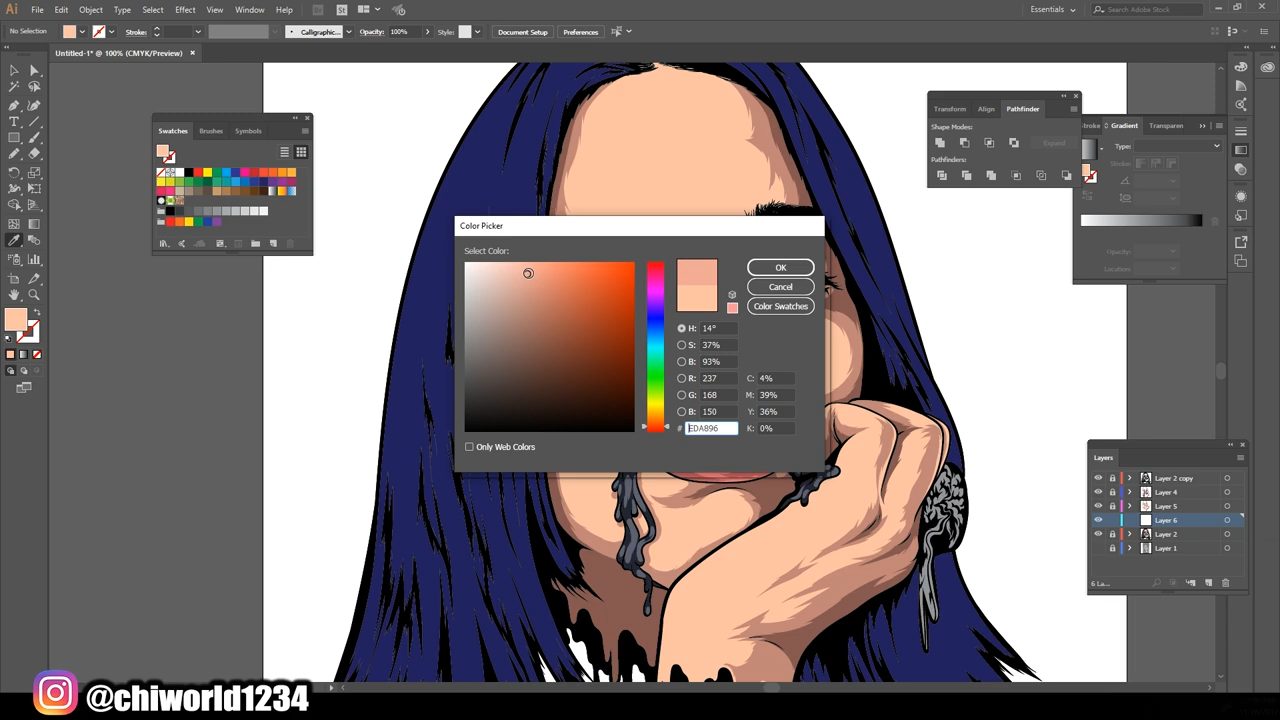 Ai File Edit Object Type Select Effect View Window Help Br St Essentials Search Adobe Stock
No Selection Stroke: Calligraphic... Opacity: 100% Style: Document Setup Preferences
Untitled-1* @ 100% (CMYK/Preview) ×
Swatches Brushes Symbols
Transform Align Pathfinder
Shape Modes:
Expand
Pathfinders:
Stroke Gradient Transparen
Type:
Stroke:
Opacity:
Location:
Color Picker
Select Color:
OK
Cancel
Color Swatches
H: 14°
S: 37%
B: 93%
R: 237 C: 4%
G: 168 M: 39%
B: 150 Y: 36%
# EDA896 K: 0%
Only Web Colors
Layers
Layer 2 copy
Layer 4
Layer 5
Layer 6
Layer 2
Layer 1
6 La...
@chiworld1234